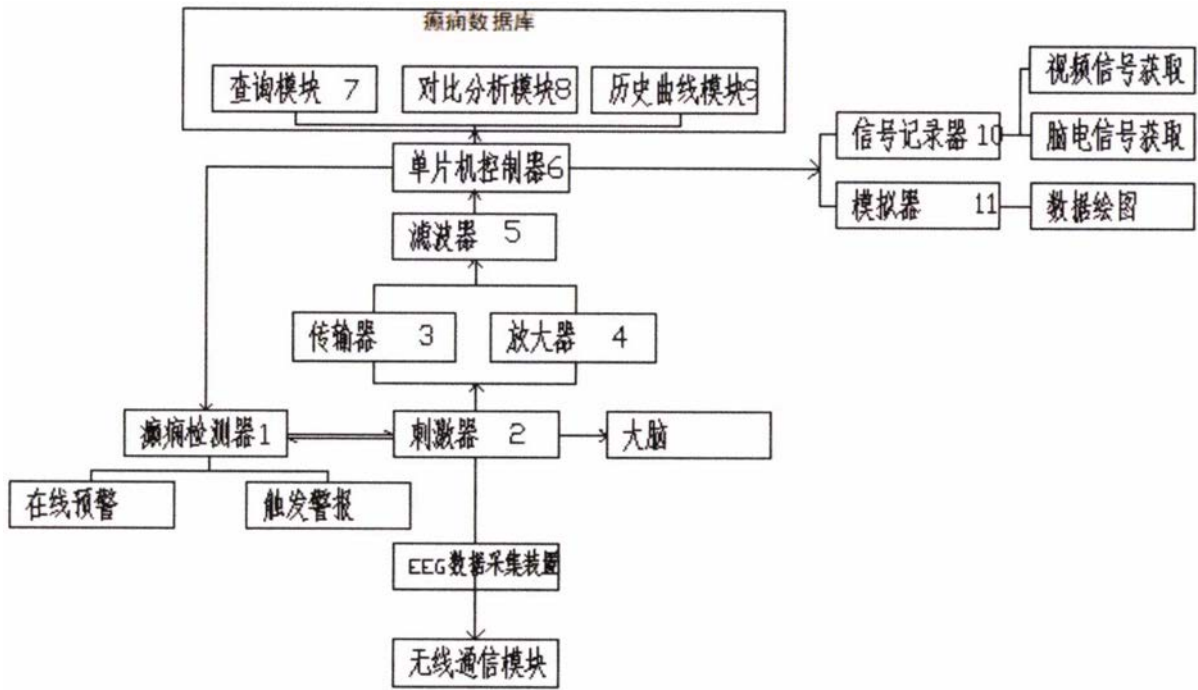 癫痫数据库
查询模块 7
对比分析模块8
历史曲线模块9
视频信号获取
信号记录器 10
脑电信号获取
单片机控制器6
模拟器 11
数据绘图
滤波器 5
传输器 3
放大器 4
癫痫检测器1
刺激器 2
大脑
在线预警
触发警报
EEG数据采集装置
无线通信模块